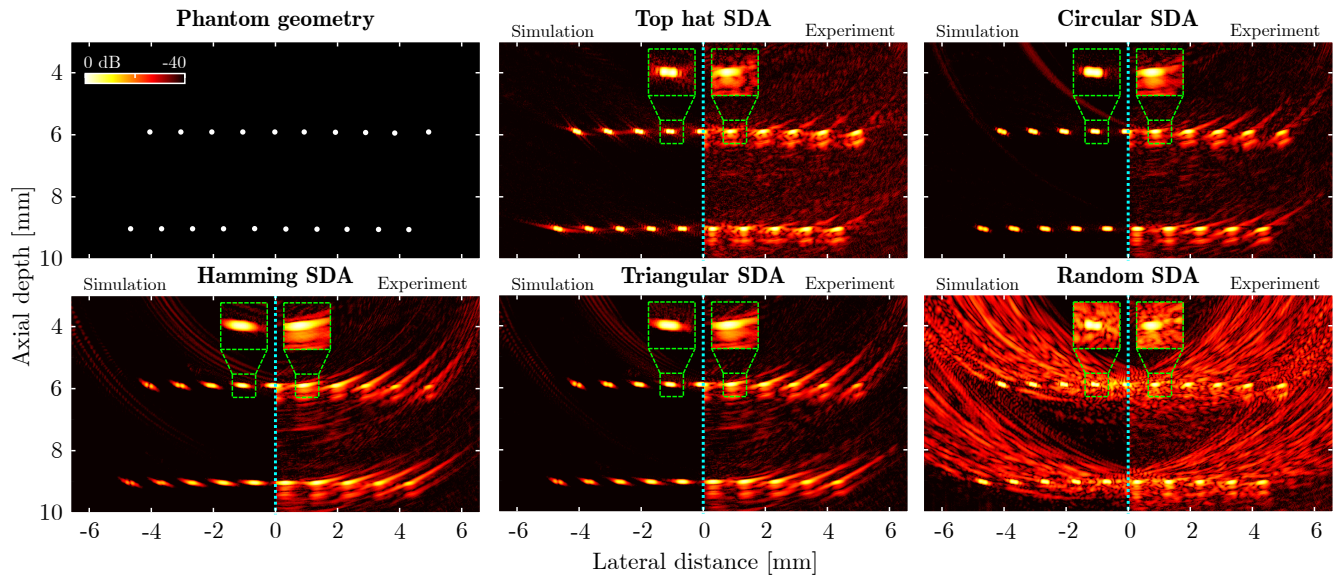 Phantom geometry
Top hat SDA
Circular SDA
Simulation
Experiment
Simulation
Experiment
0 dB
-40
4
6
8
10
Axial depth [mm]
Hamming SDA
Triangular SDA
Random SDA
Simulation
Experiment
Simulation
Experiment
Simulation
Experiment
4
6
8
10
-6 -4 -2 0 2 4 6
-6 -4 -2 0 2 4 6
-6 -4 -2 0 2 4 6
Lateral distance [mm]